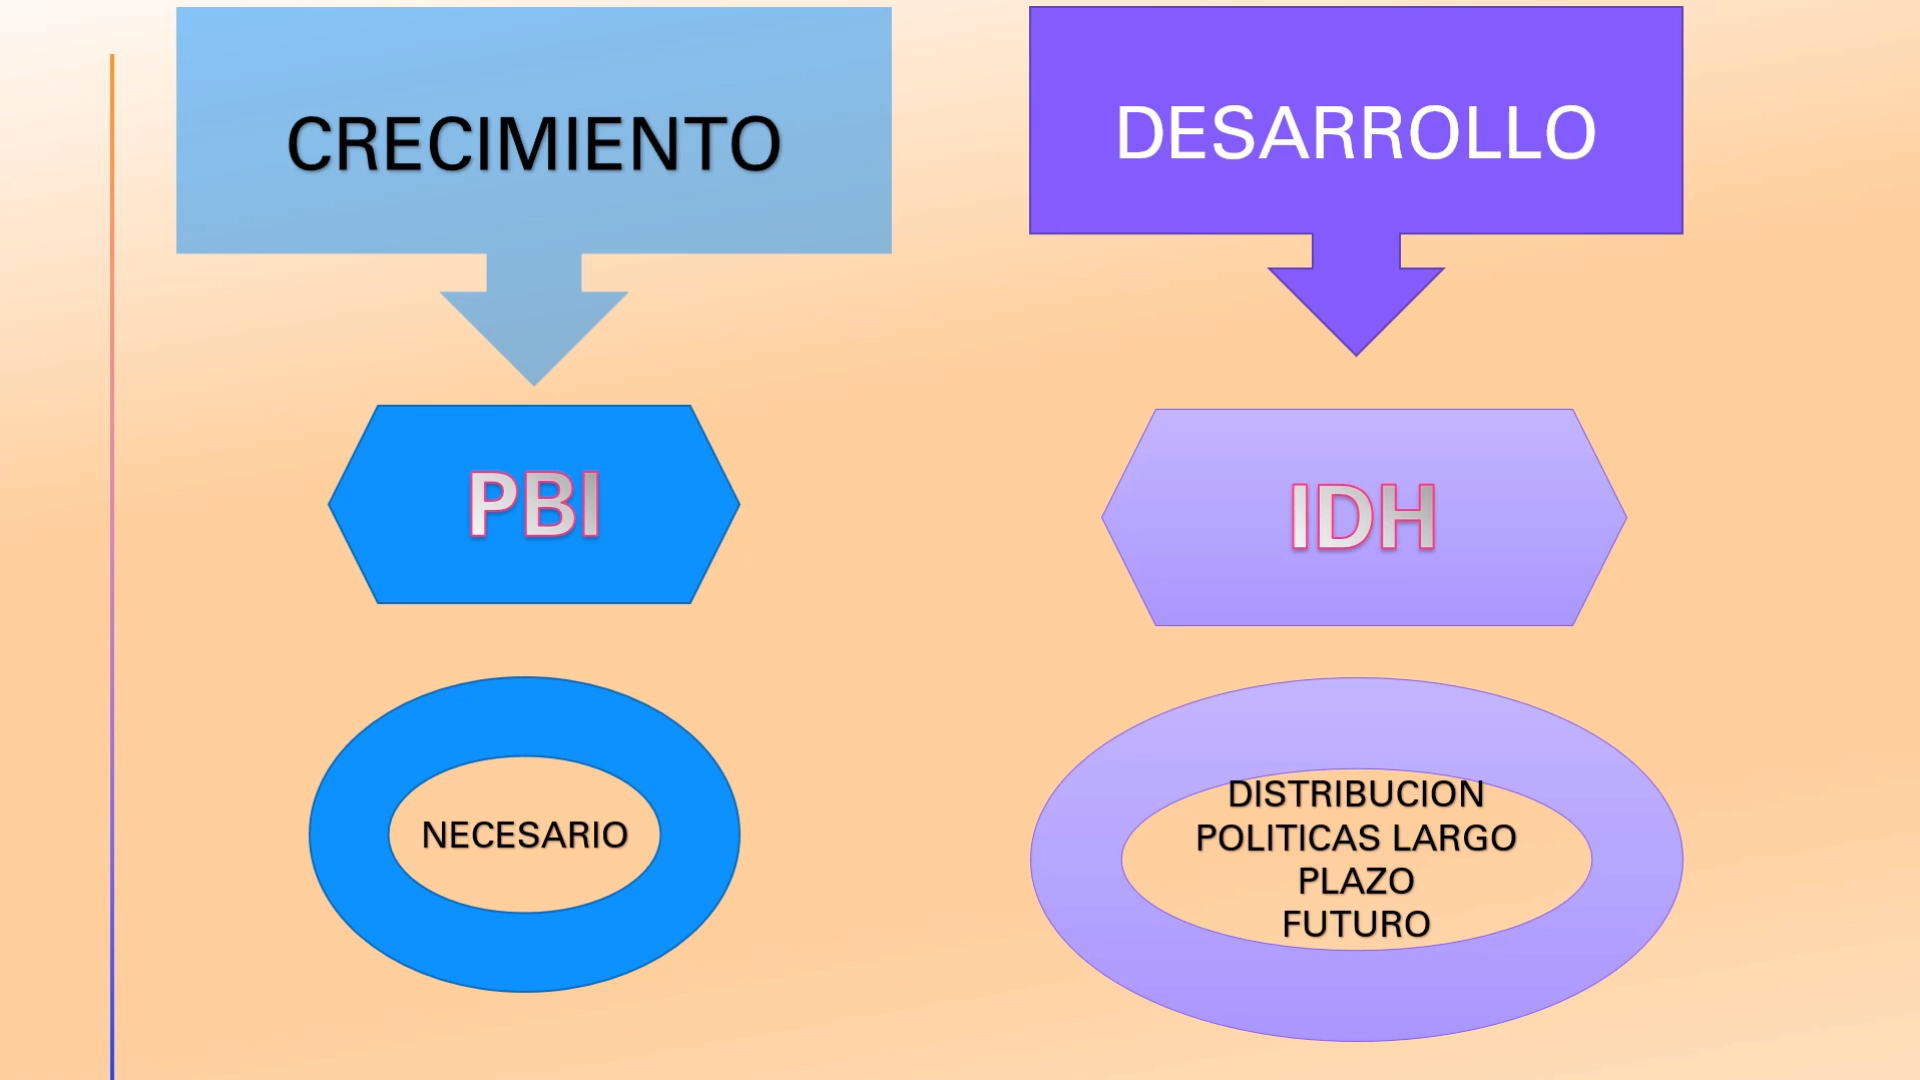 CRECIMIENTO
PBI
NECESARIO
DESARROLLO
IDH
DISTRIBUCION
POLITICAS LARGO
PLAZO
FUTURO